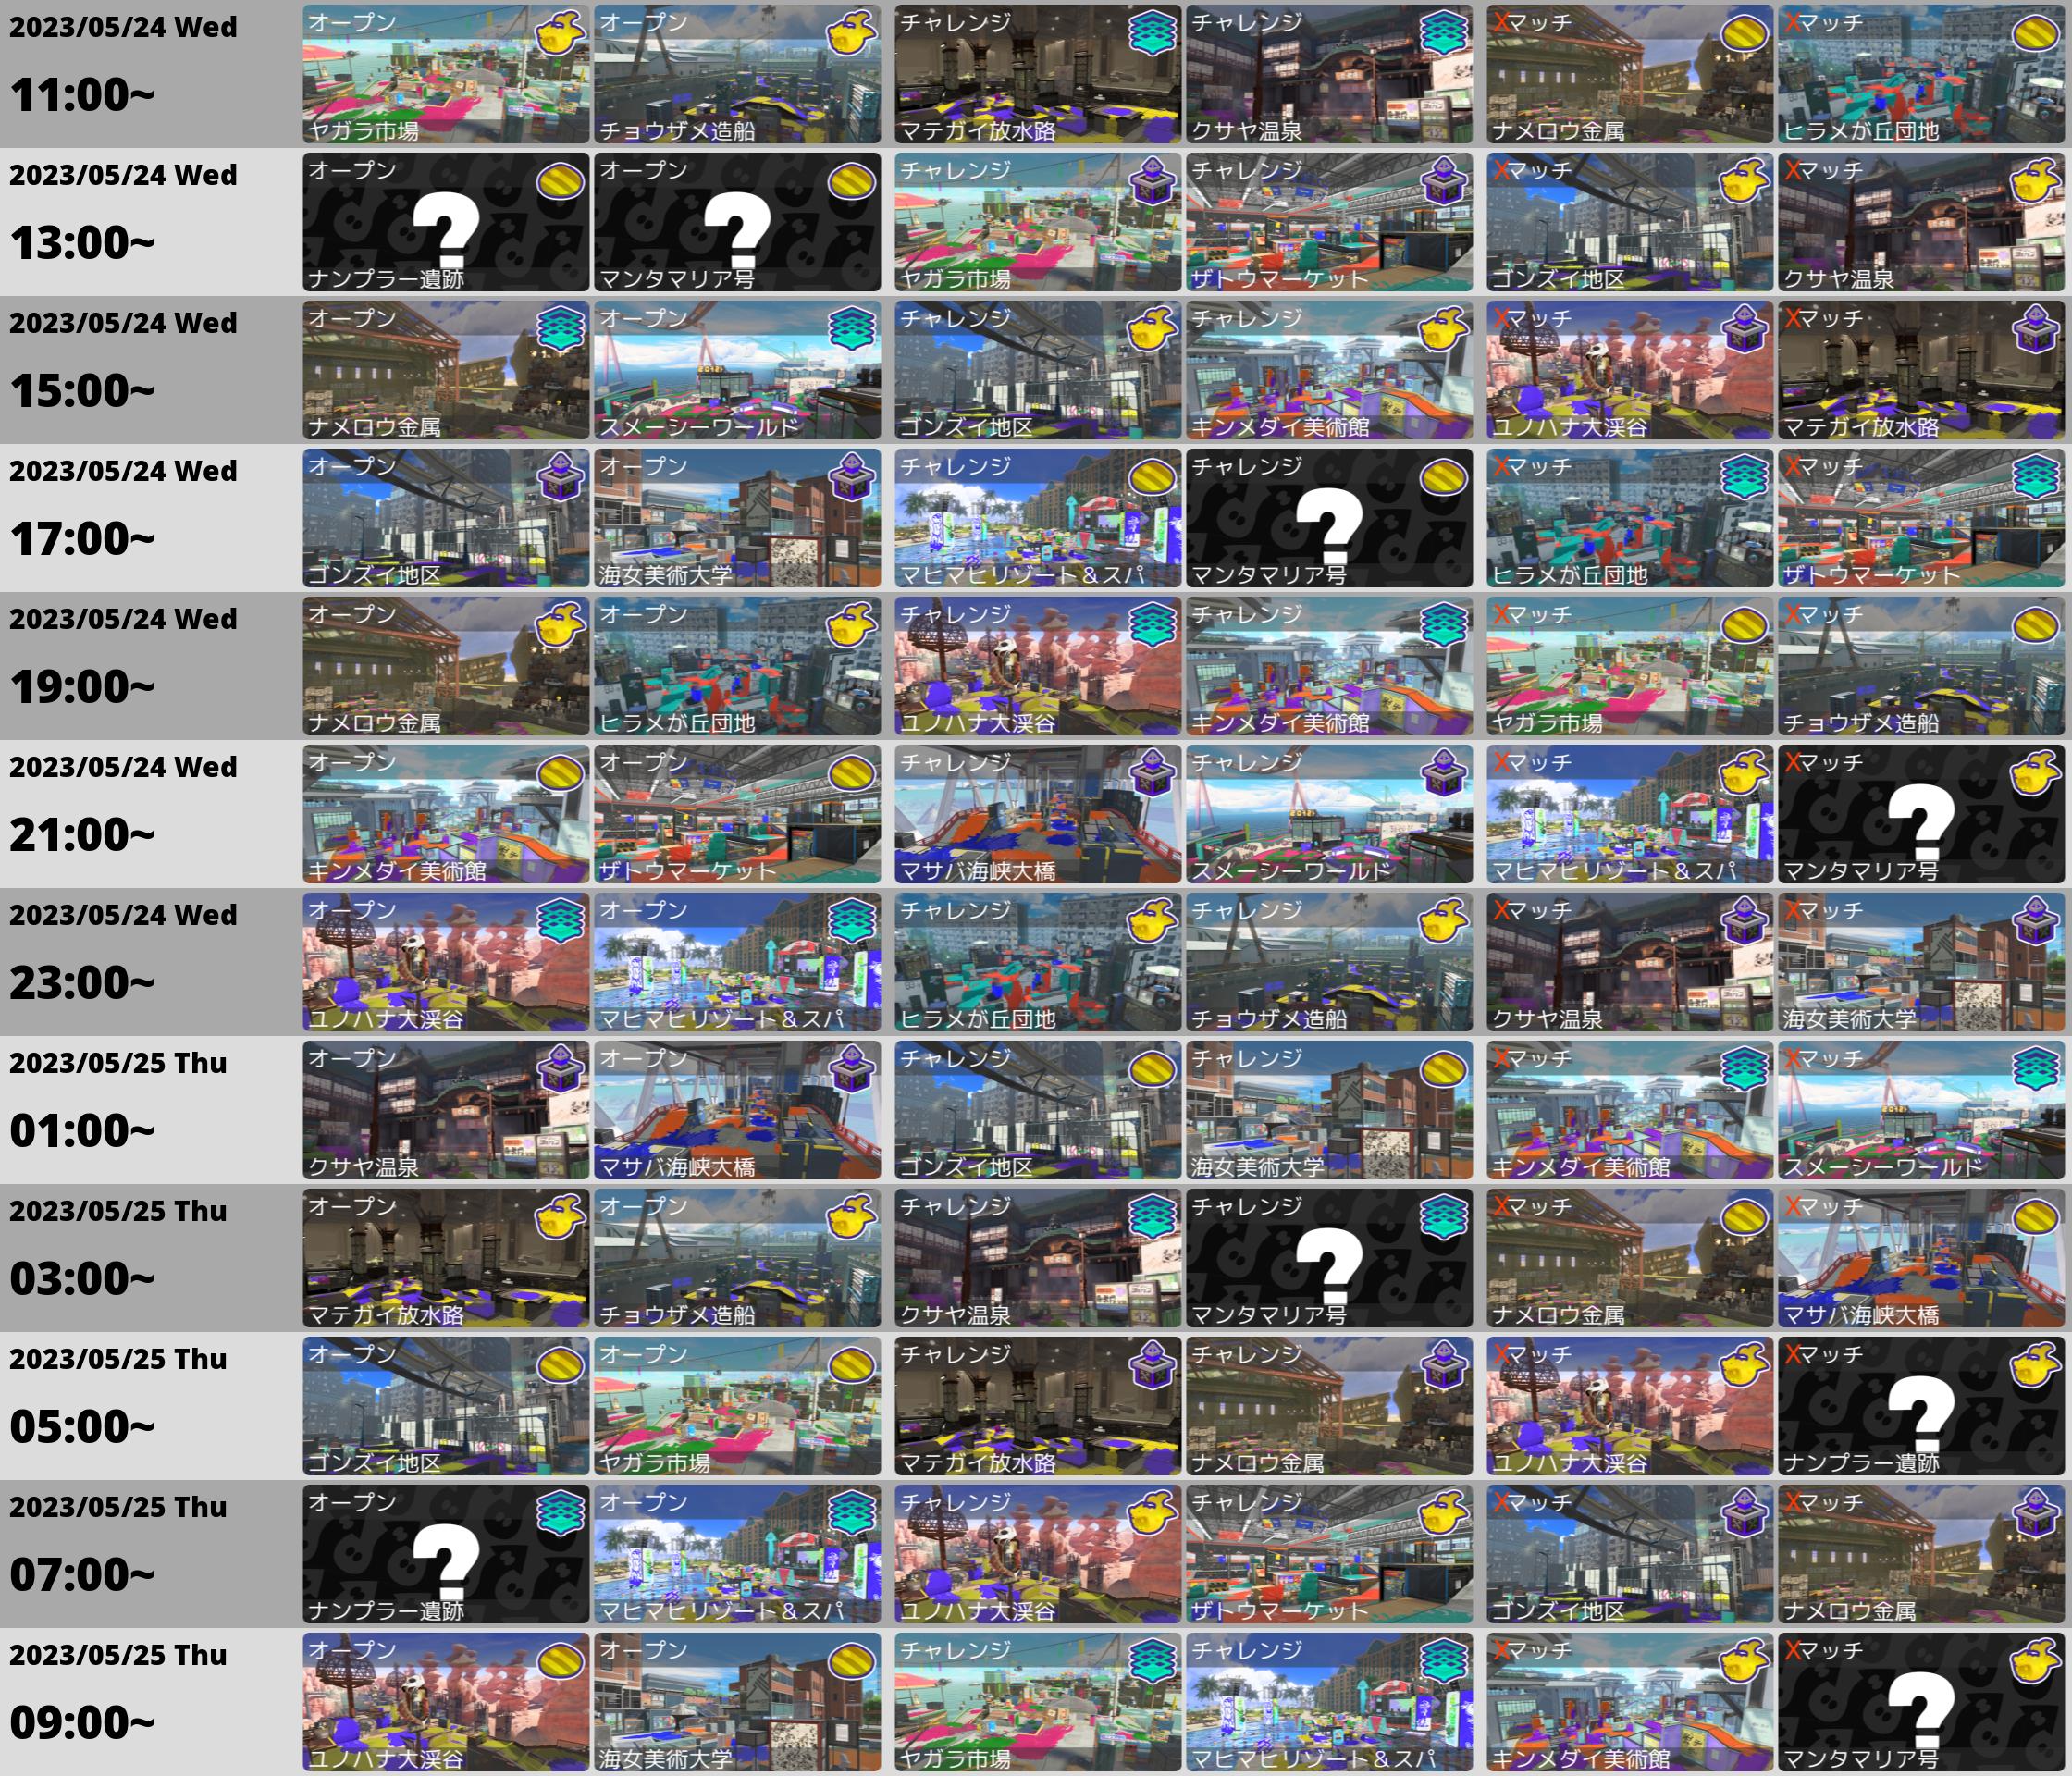 2023/05/24 Wed
11:00~
オープン オープン チャレンジ チャレンジ Xマッチ Xマッチ
ヤガラ市場 チョウザメ造船 マテガイ放水路 クサヤ温泉 ナメロウ金属 ヒラメが丘団地
2023/05/24 Wed
13:00~
オープン オープン チャレンジ チャレンジ Xマッチ Xマッチ
ナンプラー遺跡 マンタマリア号 ヤガラ市場 ザトウマーケット ゴンズイ地区 クサヤ温泉
2023/05/24 Wed
15:00~
オープン オープン チャレンジ チャレンジ Xマッチ Xマッチ
ナメロウ金属 スメーシーワールド ゴンズイ地区 キンメダイ美術館 ユノハナ大渓谷 マテガイ放水路
2023/05/24 Wed
17:00~
オープン オープン チャレンジ チャレンジ Xマッチ Xマッチ
ゴンズイ地区 海女美術大学 マヒマヒリゾート＆スパ マンタマリア号 ヒラメが丘団地 ザトウマーケット
2023/05/24 Wed
19:00~
オープン オープン チャレンジ チャレンジ Xマッチ Xマッチ
ナメロウ金属 ヒラメが丘団地 ユノハナ大渓谷 キンメダイ美術館 ヤガラ市場 チョウザメ造船
2023/05/24 Wed
21:00~
オープン オープン チャレンジ チャレンジ Xマッチ Xマッチ
キンメダイ美術館 ザトウマーケット マサバ海峡大橋 スメーシーワールド マヒマヒリゾート＆スパ マンタマリア号
2023/05/24 Wed
23:00~
オープン オープン チャレンジ チャレンジ Xマッチ Xマッチ
ユノハナ大渓谷 マヒマヒリゾート＆スパ ヒラメが丘団地 チョウザメ造船 クサヤ温泉 海女美術大学
2023/05/25 Thu
01:00~
オープン オープン チャレンジ チャレンジ Xマッチ Xマッチ
クサヤ温泉 マサバ海峡大橋 ゴンズイ地区 海女美術大学 キンメダイ美術館 スメーシーワールド
2023/05/25 Thu
03:00~
オープン オープン チャレンジ チャレンジ Xマッチ Xマッチ
マテガイ放水路 チョウザメ造船 クサヤ温泉 マンタマリア号 ナメロウ金属 マサバ海峡大橋
2023/05/25 Thu
05:00~
オープン オープン チャレンジ チャレンジ Xマッチ Xマッチ
ゴンズイ地区 ヤガラ市場 マテガイ放水路 ナメロウ金属 ユノハナ大渓谷 ナンプラー遺跡
2023/05/25 Thu
07:00~
オープン オープン チャレンジ チャレンジ Xマッチ Xマッチ
ナンプラー遺跡 マヒマヒリゾート＆スパ ユノハナ大渓谷 ザトウマーケット ゴンズイ地区 ナメロウ金属
2023/05/25 Thu
09:00~
オープン オープン チャレンジ チャレンジ Xマッチ Xマッチ
ユノハナ大渓谷 海女美術大学 ヤガラ市場 マヒマヒリゾート＆スパ キンメダイ美術館 マンタマリア号